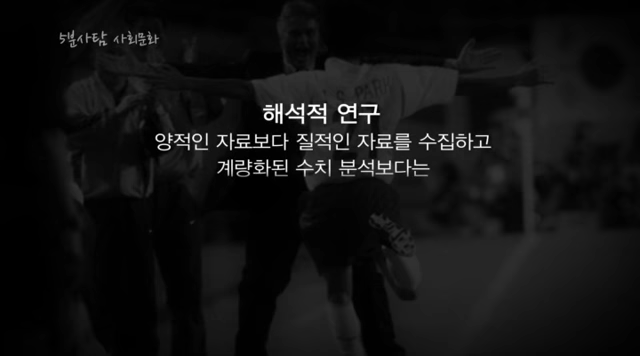 5분사탐 사회문화
J. S. PARK
해석적 연구
양적인 자료보다 질적인 자료를 수집하고
계량화된 수치 분석보다는